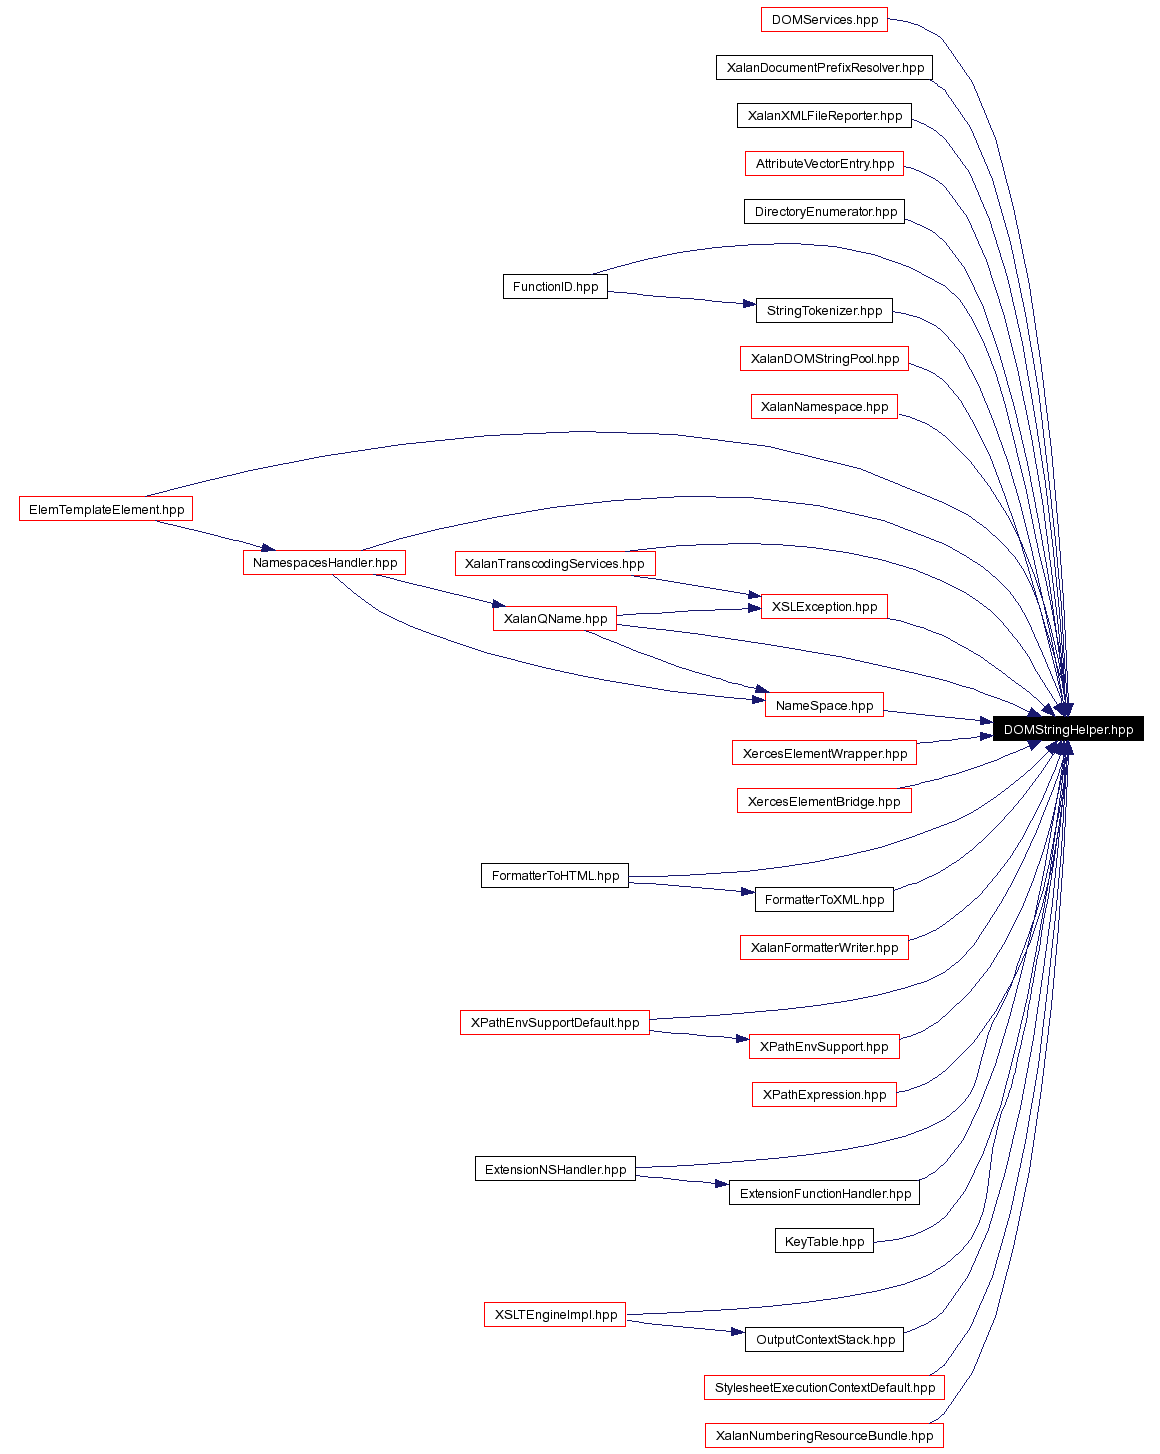 DOMServices.hpp
XalanDocumentPrefixResolver.hpp
XalanXMLFileReporter.hpp
AttributeVectorEntry.hpp
DirectoryEnumerator.hpp
FunctionID.hpp
StringTokenizer.hpp
XalanDOMStringPool.hpp
XalanNamespace.hpp
ElemTemplateElement.hpp
NamespacesHandler.hpp
XalanTranscodingServices.hpp
XSLException.hpp
XalanQName.hpp
NameSpace.hpp
DOMStringHelper.hpp
XercesElementWrapper.hpp
XercesElementBridge.hpp
FormatterToHTML.hpp
FormatterToXML.hpp
XalanFormatterWriter.hpp
XPathEnvSupportDefault.hpp
XPathEnvSupport.hpp
XPathExpression.hpp
ExtensionNSHandler.hpp
ExtensionFunctionHandler.hpp
KeyTable.hpp
XSLTEngineImpl.hpp
OutputContextStack.hpp
StylesheetExecutionContextDefault.hpp
XalanNumberingResourceBundle.hpp